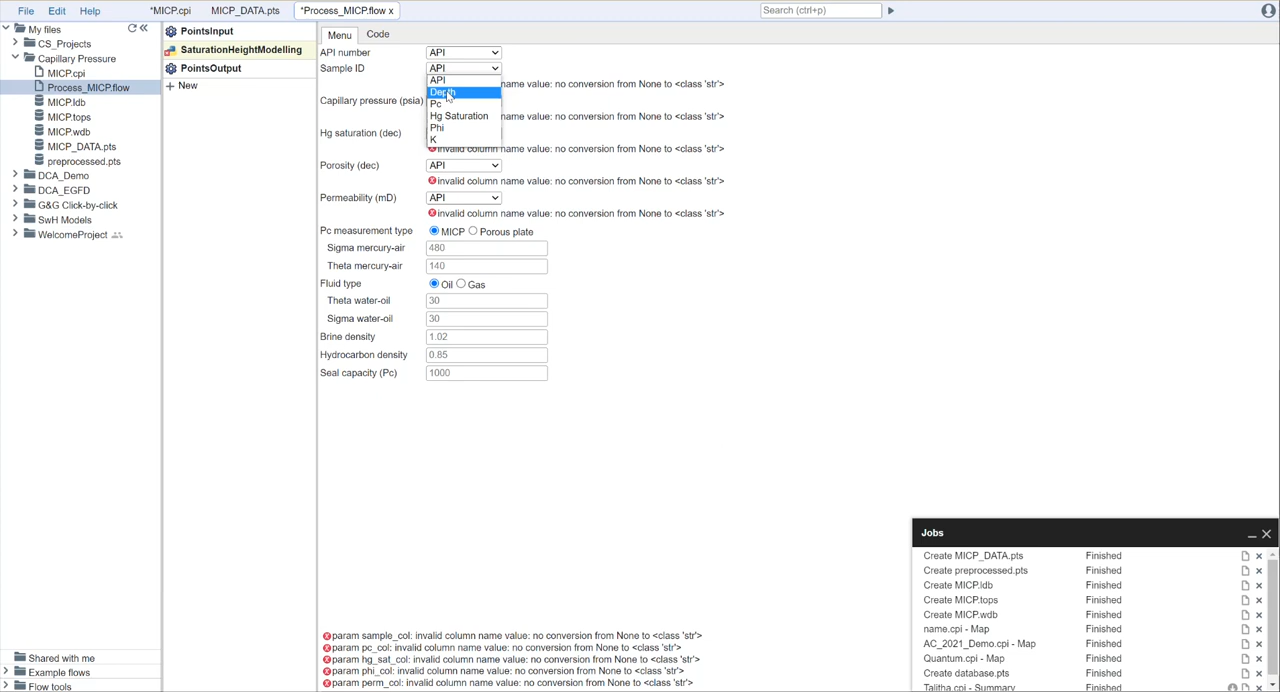 File Edit Help *MICP.cpi MICP_DATA.pts *Process_MICP.flow x Search (ctrl+p)
My files
CS_Projects
Capillary Pressure
MICP.cpi
Process_MICP.flow
MICP.ldb
MICP.tops
MICP.wdb
MICP_DATA.pts
preprocessed.pts
DCA_Demo
DCA_EGFD
G&G Click-by-click
SwH Models
WelcomeProject
Shared with me
Example flows
Flow tools
PointsInput
SaturationHeightModelling
PointsOutput
+ New
Menu Code
API number API
Sample ID API
API
Depth
Pc
Hg Saturation
Phi
K
name value: no conversion from None to <class 'str'>
Capillary pressure (psia)
name value: no conversion from None to <class 'str'>
Hg saturation (dec)
invalid column name value: no conversion from None to <class 'str'>
Porosity (dec) API
invalid column name value: no conversion from None to <class 'str'>
Permeability (mD) API
invalid column name value: no conversion from None to <class 'str'>
Pc measurement type MICP Porous plate
Sigma mercury-air 480
Theta mercury-air 140
Fluid type Oil Gas
Theta water-oil 30
Sigma water-oil 30
Brine density 1.02
Hydrocarbon density 0.85
Seal capacity (Pc) 1000
param sample_col: invalid column name value: no conversion from None to <class 'str'>
param pc_col: invalid column name value: no conversion from None to <class 'str'>
param hg_sat_col: invalid column name value: no conversion from None to <class 'str'>
param phi_col: invalid column name value: no conversion from None to <class 'str'>
param perm_col: invalid column name value: no conversion from None to <class 'str'>
Jobs
Create MICP_DATA.pts Finished
Create preprocessed.pts Finished
Create MICP.ldb Finished
Create MICP.tops Finished
Create MICP.wdb Finished
name.cpi - Map Finished
AC_2021_Demo.cpi - Map Finished
Quantum.cpi - Map Finished
Create database.pts Finished
Talitha.cpi - Summary Finished